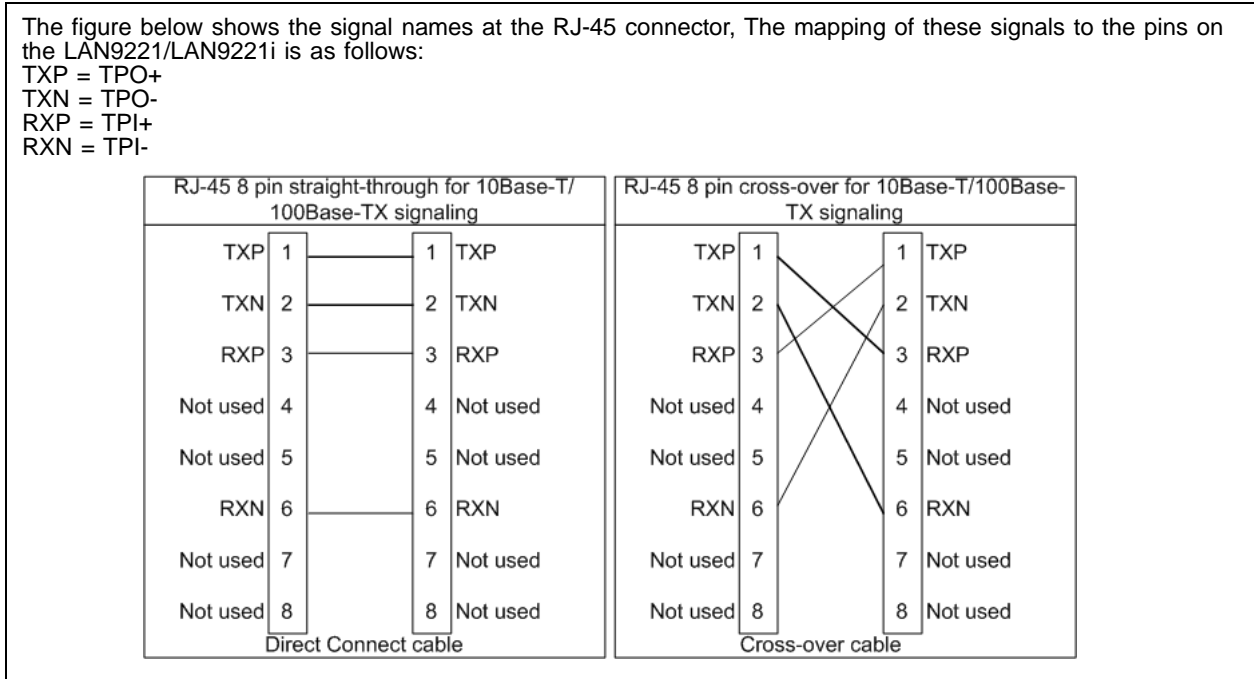 The figure below shows the signal names at the RJ-45 connector, The mapping of these signals to the pins on
the LAN9221/LAN9221i is as follows:
TXP = TPO+
TXN = TPO-
RXP = TPI+
RXN = TPI-
RJ-45 8 pin straight-through for 10Base-T/
100Base-TX signaling
TXP 1 1 TXP
TXN 2 2 TXN
RXP 3 3 RXP
Not used 4 4 Not used
Not used 5 5 Not used
RXN 6 6 RXN
Not used 7 7 Not used
Not used 8 8 Not used
Direct Connect cable
RJ-45 8 pin cross-over for 10Base-T/100Base-
TX signaling
TXP 1 1 TXP
TXN 2 2 TXN
RXP 3 3 RXP
Not used 4 4 Not used
Not used 5 5 Not used
RXN 6 6 RXN
Not used 7 7 Not used
Not used 8 8 Not used
Cross-over cable